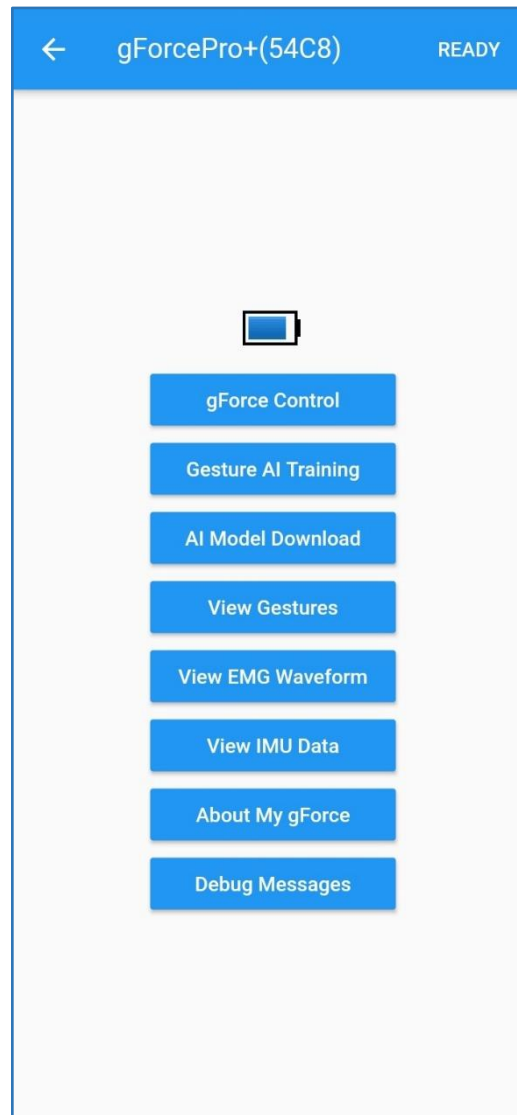 gForcePro+(54C8) READY
gForce Control
Gesture AI Training
AI Model Download
View Gestures
View EMG Waveform
View IMU Data
About My gForce
Debug Messages